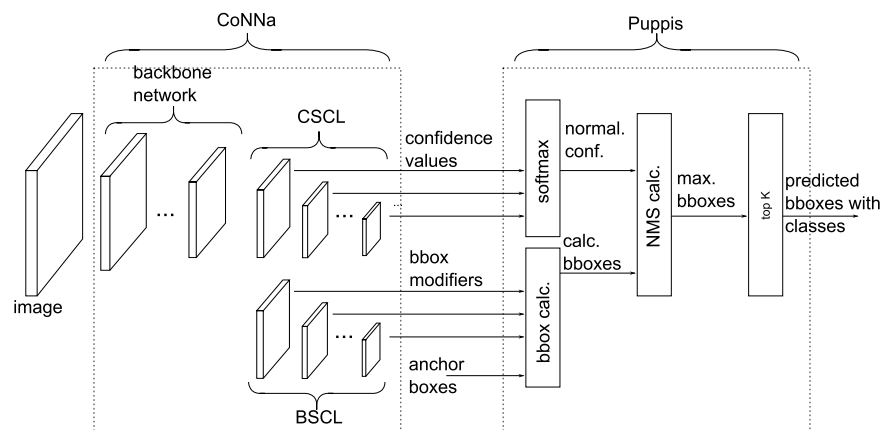 CoNNa
Puppis
backbone
network
CSCL
confidence
values
softmax
normal.
conf.
NMS calc.
max.
bboxes
top K
predicted
bboxes with
classes
...
...
...
image
bbox
modifiers
calc.
bboxes
bbox calc.
...
anchor
boxes
BSCL